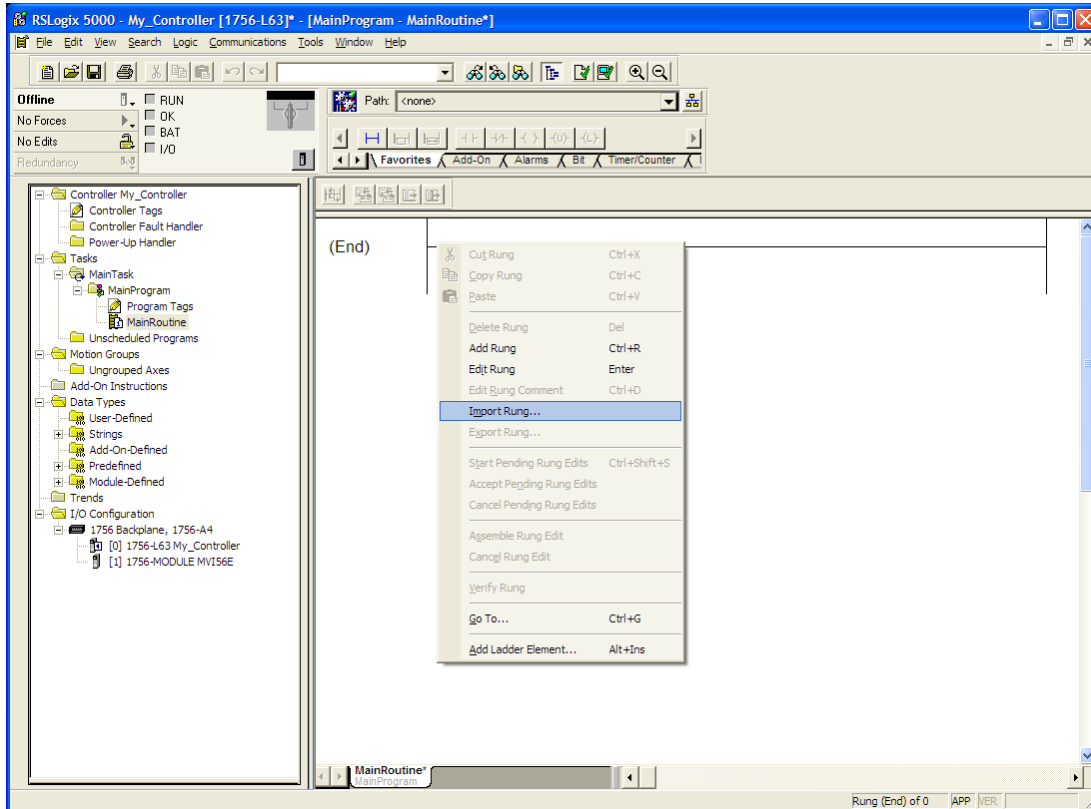 RSLogix 5000 - My_Controller [1756-L63]* - [MainProgram - MainRoutine*]
File Edit View Search Logic Communications Tools Window Help
Offline
RUN
No Forces
OK
No Edits
BAT
Redundancy
I/O
Path: <none>
Favorites Add-On Alarms Bit Timer/Counter
Controller My_Controller
Controller Tags
Controller Fault Handler
Power-Up Handler
Tasks
MainTask
MainProgram
Program Tags
MainRoutine
Unscheduled Programs
Motion Groups
Ungrouped Axes
Add-On Instructions
Data Types
User-Defined
Strings
Add-On-Defined
Predefined
Module-Defined
Trends
I/O Configuration
1756 Backplane, 1756-A4
[0] 1756-L63 My_Controller
[1] 1756-MODULE MVI56E
(End)
Cut Rung Ctrl+X
Copy Rung Ctrl+C
Paste Ctrl+V
Delete Rung Del
Add Rung Ctrl+R
Edit Rung Enter
Edit Rung Comment Ctrl+D
Import Rung...
Export Rung...
Start Pending Rung Edits Ctrl+Shift+S
Accept Pending Rung Edits
Cancel Pending Rung Edits
Assemble Rung Edit
Cancel Rung Edit
Verify Rung
Go To... Ctrl+G
Add Ladder Element... Alt+Ins
MainRoutine*
MainProgram
Rung (End) of 0 APP VER